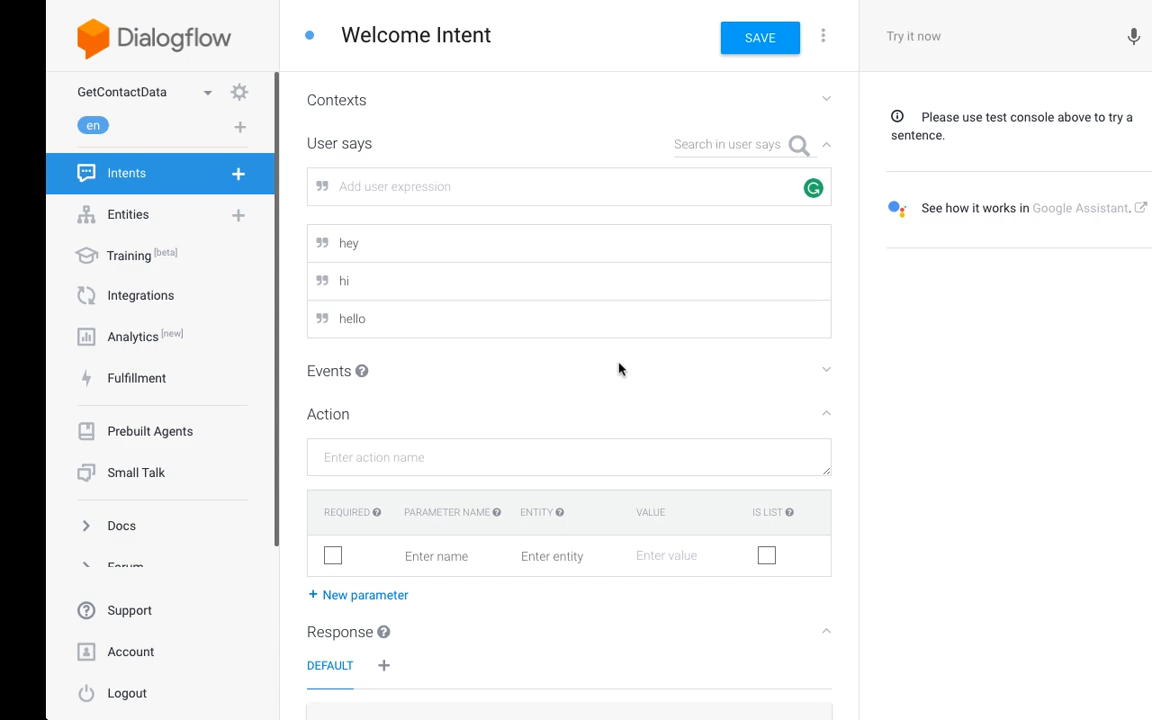 Dialogflow
GetContactData
en
Intents
Entities
Training [beta]
Integrations
Analytics [new]
Fulfillment
Prebuilt Agents
Small Talk
Docs
Forum
Support
Account
Logout
Welcome Intent
SAVE
Contexts
User says
Search in user says
Add user expression
hey
hi
hello
Events
Action
Enter action name
REQUIRED PARAMETER NAME ENTITY VALUE IS LIST
Enter name Enter entity Enter value
+ New parameter
Response
DEFAULT +
Try it now
Please use test console above to try a
sentence.
See how it works in Google Assistant.